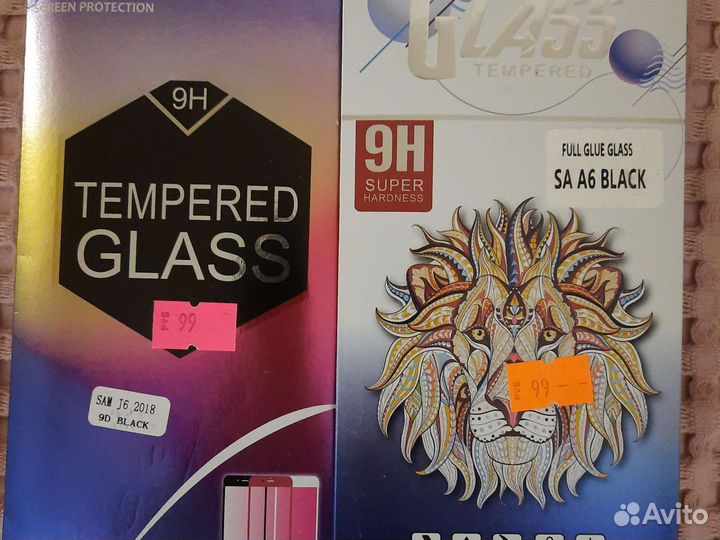 SCREEN PROTECTION
9H
TEMPERED
GLASS
РУБ 99
SAM J6 2018
9D BLACK
GLASS
TEMPERED
9H
SUPER
HARDNESS
FULL GLUE GLASS
SA A6 BLACK
РУБ 99-
Avito